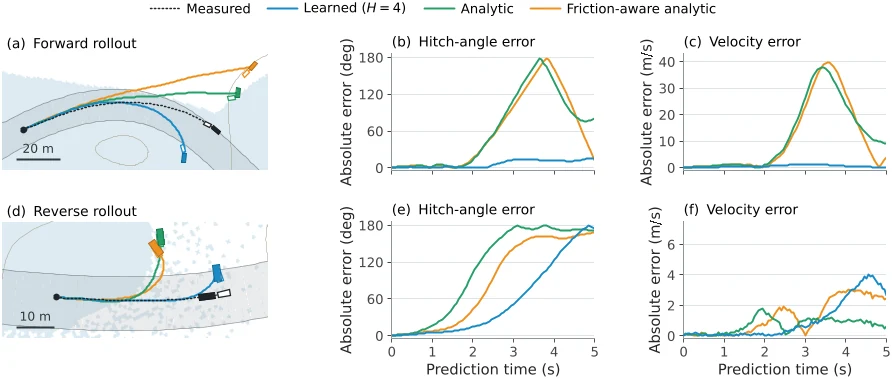 Measured Learned (H = 4) Analytic Friction-aware analytic
(a) Forward rollout
20 m
(b) Hitch-angle error
Absolute error (deg)
180
120
60
0
(c) Velocity error
Absolute error (m/s)
40
30
20
10
0
(d) Reverse rollout
10 m
(e) Hitch-angle error
Absolute error (deg)
180
120
60
0
0 1 2 3 4 5
Prediction time (s)
(f) Velocity error
Absolute error (m/s)
6
4
2
0
0 1 2 3 4 5
Prediction time (s)